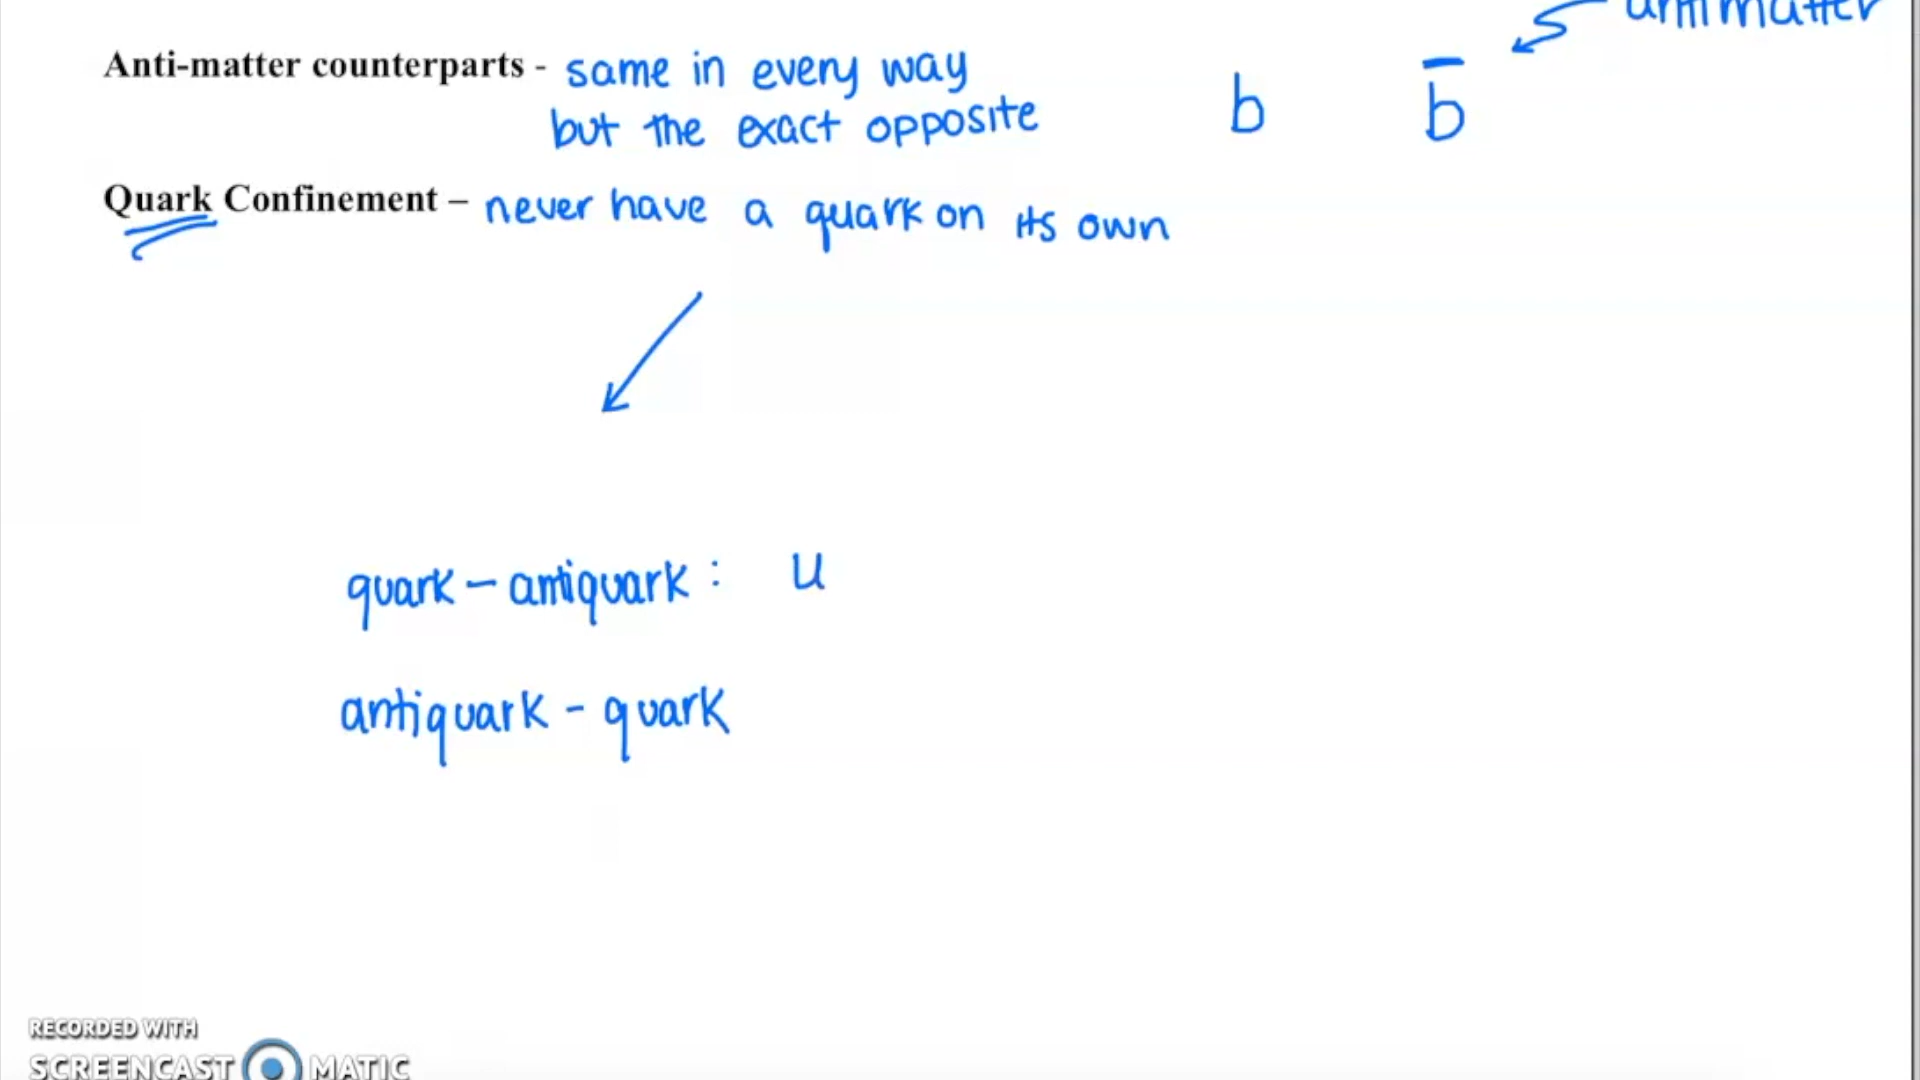 antimatter
Anti-matter counterparts - same in every way
but the exact opposite
b b̄
Quark Confinement – never have a quark on its own
quark - antiquark : u
antiquark - quark
RECORDED WITH
SCREENCAST MATIC